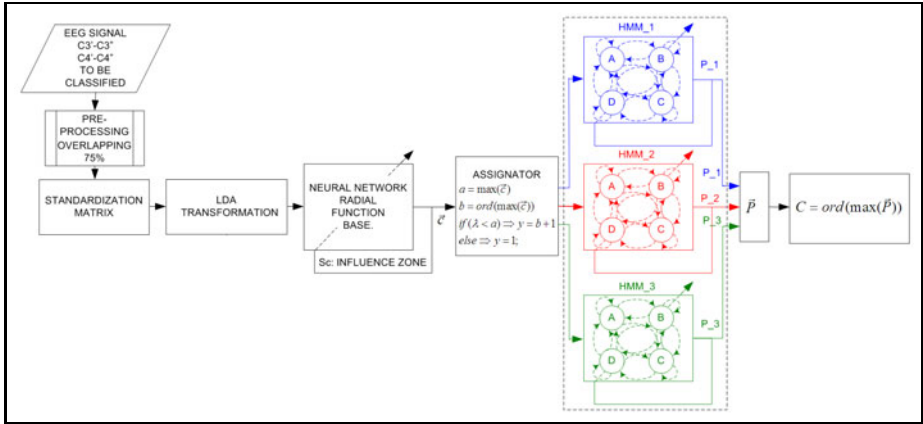 EEG SIGNAL
C3'-C3"
C4'-C4"
TO BE
CLASSIFIED
PRE-
PROCESSING
OVERLAPPING
75%
STANDARDIZATION
MATRIX
LDA
TRANSFORMATION
NEURAL NETWORK
RADIAL
FUNCTION
BASE.
Sc: INFLUENCE ZONE
c⃗
ASSIGNATOR
a = max(c⃗)
b = ord(max(c⃗))
if (λ < a) ⇒ y = b + 1
else ⇒ y = 1;
HMM_1
A
B
D
C
P_1
HMM_2
A
B
D
C
P_1
P_2
P_3
HMM_3
A
B
D
C
P_3
P⃗
C = ord(max(P⃗))